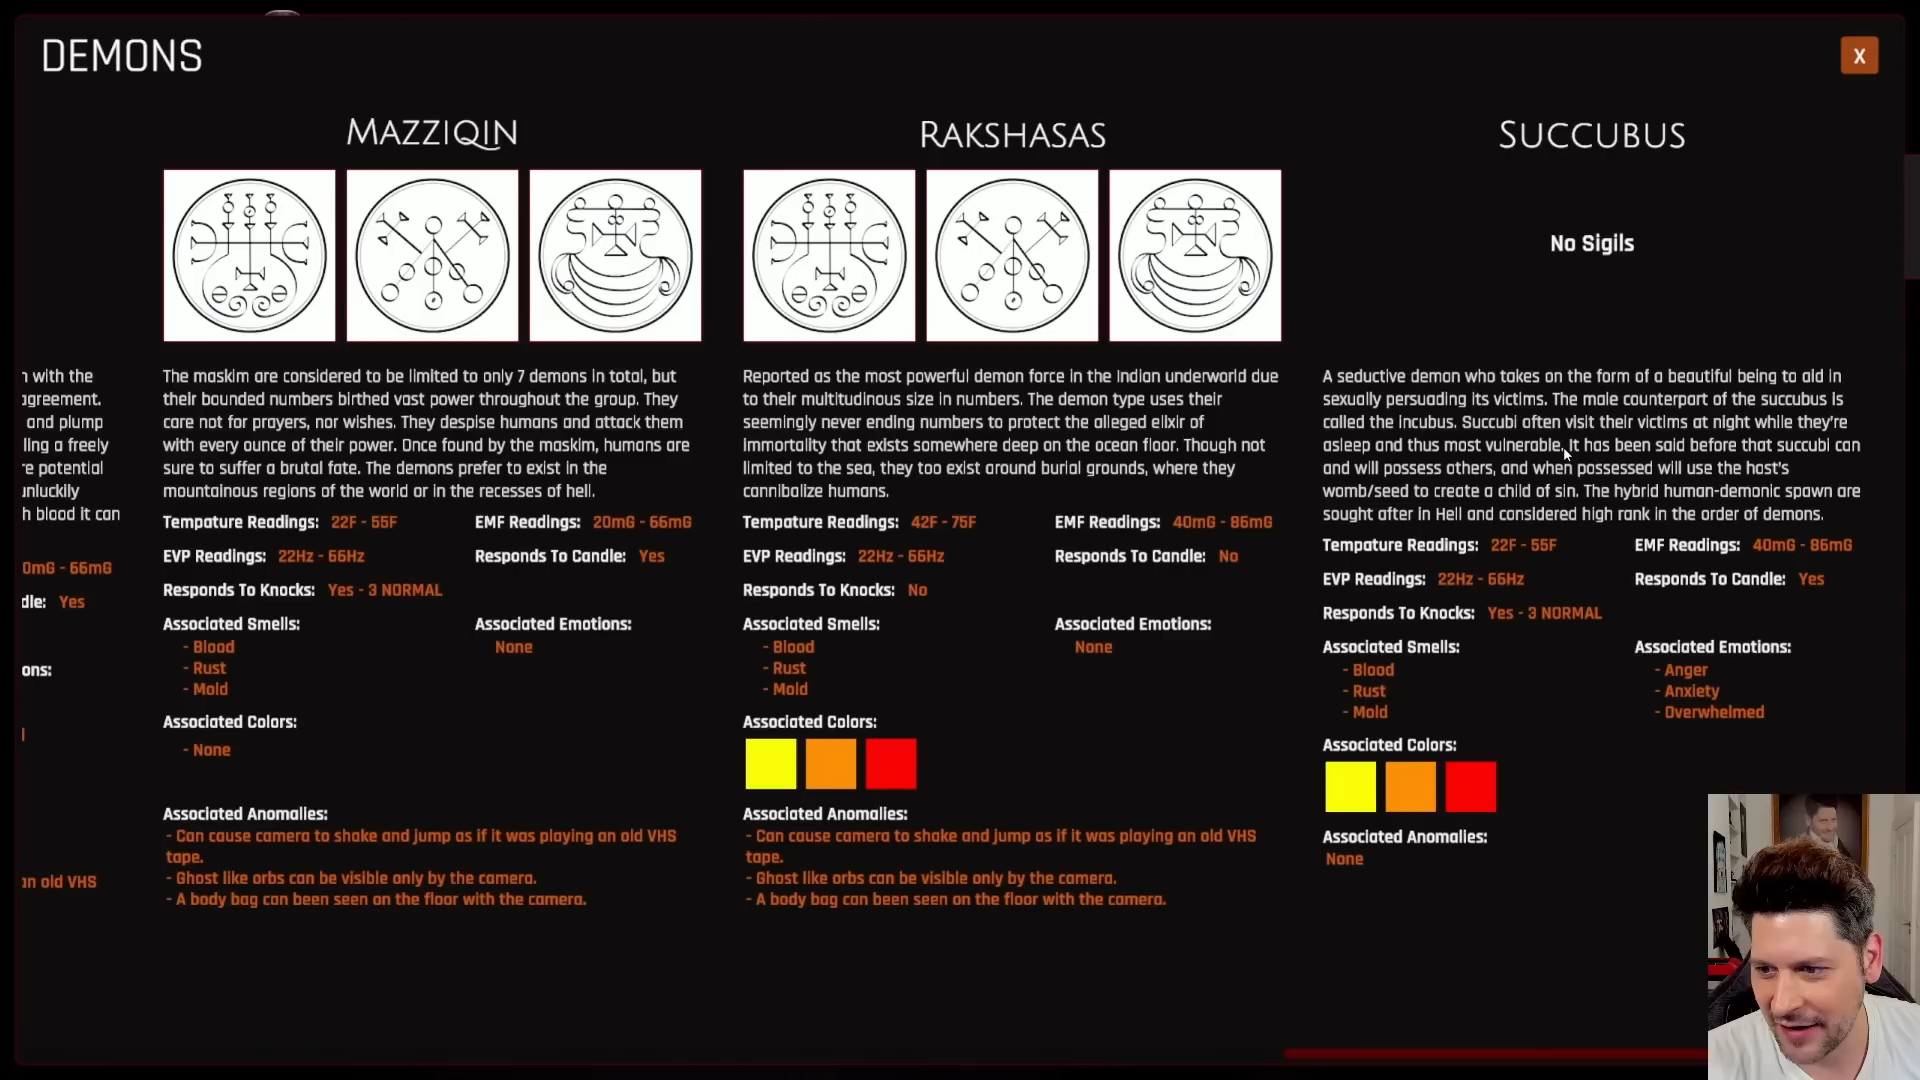 DEMONS
X
n with the
agreement.
and plump
ling a freely
re potential
unluckily
h blood it can
0mG - 66mG
dle: Yes
ons:
an old VHS
MAZZIQIN
The maskim are considered to be limited to only 7 demons in total, but
their bounded numbers birthed vast power throughout the group. They
care not for prayers, nor wishes. They despise humans and attack them
with every ounce of their power. Once found by the maskim, humans are
sure to suffer a brutal fate. The demons prefer to exist in the
mountainous regions of the world or in the recesses of hell.
Tempature Readings: 22F - 55F
EMF Readings: 20mG - 66mG
EVP Readings: 22Hz - 66Hz
Responds To Candle: Yes
Responds To Knocks: Yes - 3 NORMAL
Associated Smells:
- Blood
- Rust
- Mold
Associated Emotions:
None
Associated Colors:
- None
Associated Anomalies:
- Can cause camera to shake and jump as if it was playing an old VHS
tape.
- Ghost like orbs can be visible only by the camera.
- A body bag can been seen on the floor with the camera.
RAKSHASAS
Reported as the most powerful demon force in the Indian underworld due
to their multitudinous size in numbers. The demon type uses their
seemingly never ending numbers to protect the alleged elixir of
immortality that exists somewhere deep on the ocean floor. Though not
limited to the sea, they too exist around burial grounds, where they
cannibalize humans.
Tempature Readings: 42F - 75F
EMF Readings: 40mG - 86mG
EVP Readings: 22Hz - 66Hz
Responds To Candle: No
Responds To Knocks: No
Associated Smells:
- Blood
- Rust
- Mold
Associated Emotions:
None
Associated Colors:
Associated Anomalies:
- Can cause camera to shake and jump as if it was playing an old VHS
tape.
- Ghost like orbs can be visible only by the camera.
- A body bag can been seen on the floor with the camera.
SUCCUBUS
No Sigils
A seductive demon who takes on the form of a beautiful being to aid in
sexually persuading its victims. The male counterpart of the succubus is
called the incubus. Succubi often visit their victims at night while they're
asleep and thus most vulnerable. It has been said before that succubi can
and will possess others, and when possessed will use the host's
womb/seed to create a child of sin. The hybrid human-demonic spawn are
sought after in Hell and considered high rank in the order of demons.
Tempature Readings: 22F - 55F
EMF Readings: 40mG - 86mG
EVP Readings: 22Hz - 66Hz
Responds To Candle: Yes
Responds To Knocks: Yes - 3 NORMAL
Associated Smells:
- Blood
- Rust
- Mold
Associated Emotions:
- Anger
- Anxiety
- Overwhelmed
Associated Colors:
Associated Anomalies:
None